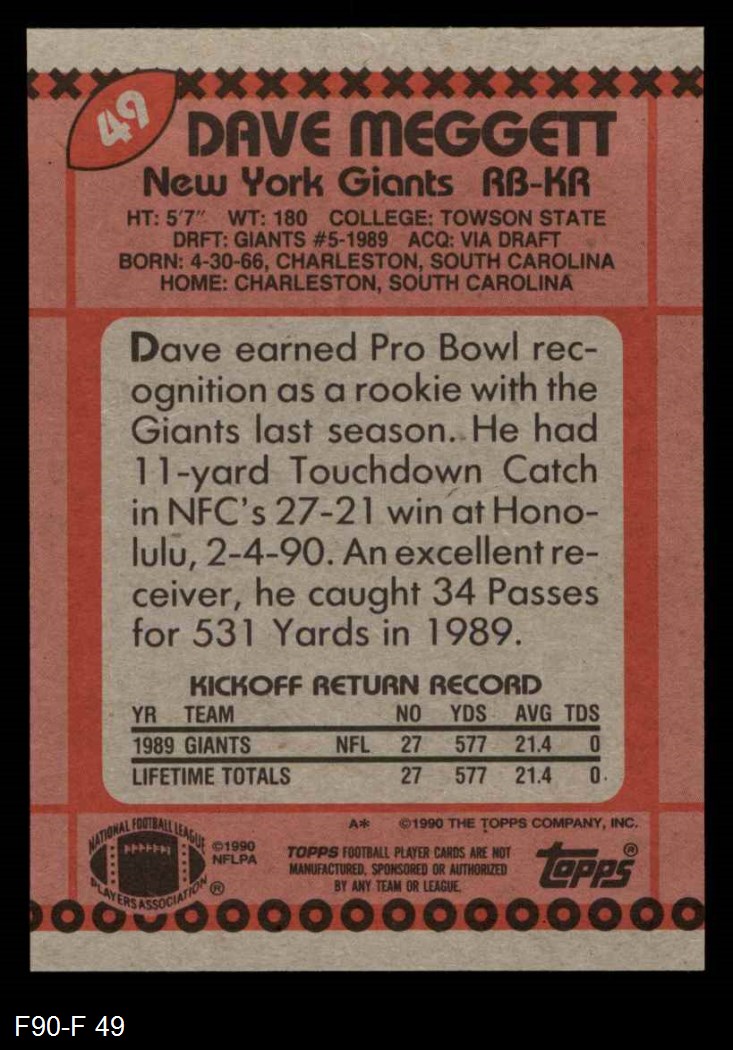 49
DAVE MEGGETT
New York Giants RB-KR
HT: 5'7" WT: 180 COLLEGE: TOWSON STATE
DRFT: GIANTS #5-1989 ACQ: VIA DRAFT
BORN: 4-30-66, CHARLESTON, SOUTH CAROLINA
HOME: CHARLESTON, SOUTH CAROLINA
Dave earned Pro Bowl rec-
ognition as a rookie with the
Giants last season. He had
11-yard Touchdown Catch
in NFC's 27-21 win at Hono-
lulu, 2-4-90. An excellent re-
ceiver, he caught 34 Passes
for 531 Yards in 1989.
KICKOFF RETURN RECORD
YR TEAM NO YDS AVG TDS
1989 GIANTS NFL 27 577 21.4 0
LIFETIME TOTALS 27 577 21.4 0
A* ©1990 THE TOPPS COMPANY, INC.
NATIONAL FOOTBALL LEAGUE
PLAYERS ASSOCIATION ®
©1990
NFLPA
TOPPS FOOTBALL PLAYER CARDS ARE NOT
MANUFACTURED, SPONSORED OR AUTHORIZED
BY ANY TEAM OR LEAGUE.
topps®
F90-F 49